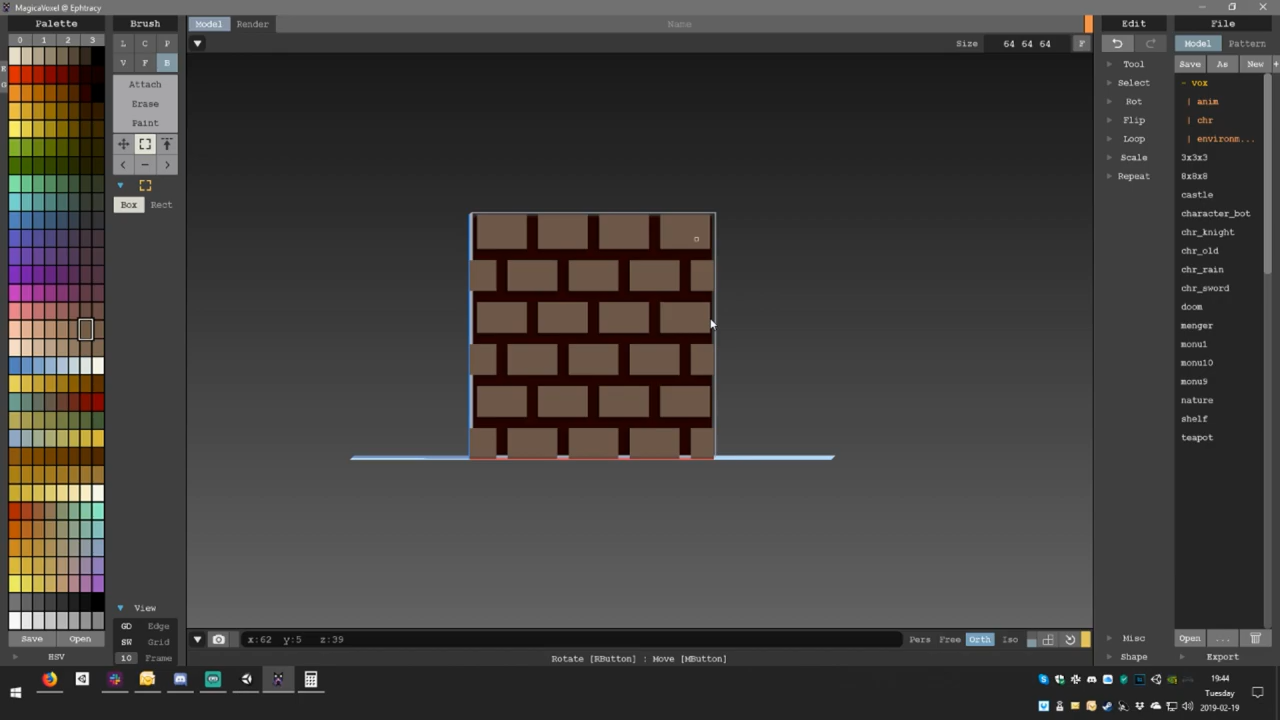 MagicaVoxel @ Ephtracy
Palette
Brush
Model Render
Name
Edit
File
0 1 2 3
L C P
V F B
Size 64 64 64 F
Model Pattern
Attach
Erase
Paint
Box Rect
Tool
Select
Rot
Flip
Loop
Scale
Repeat
Save As New +
- vox
| anim
| chr
| environm...
3x3x3
8x8x8
castle
character_bot
chr_knight
chr_old
chr_rain
chr_sword
doom
menger
monu1
monu10
monu9
nature
shelf
teapot
View
GD Edge
SW Grid
10 Frame
Save Open
HSV
x:62 y:5 z:39
Pers Free Orth Iso
Rotate [RButton] : Move [MButton]
Misc
Shape
Open ...
Export
19:44
Tuesday
2019-02-19